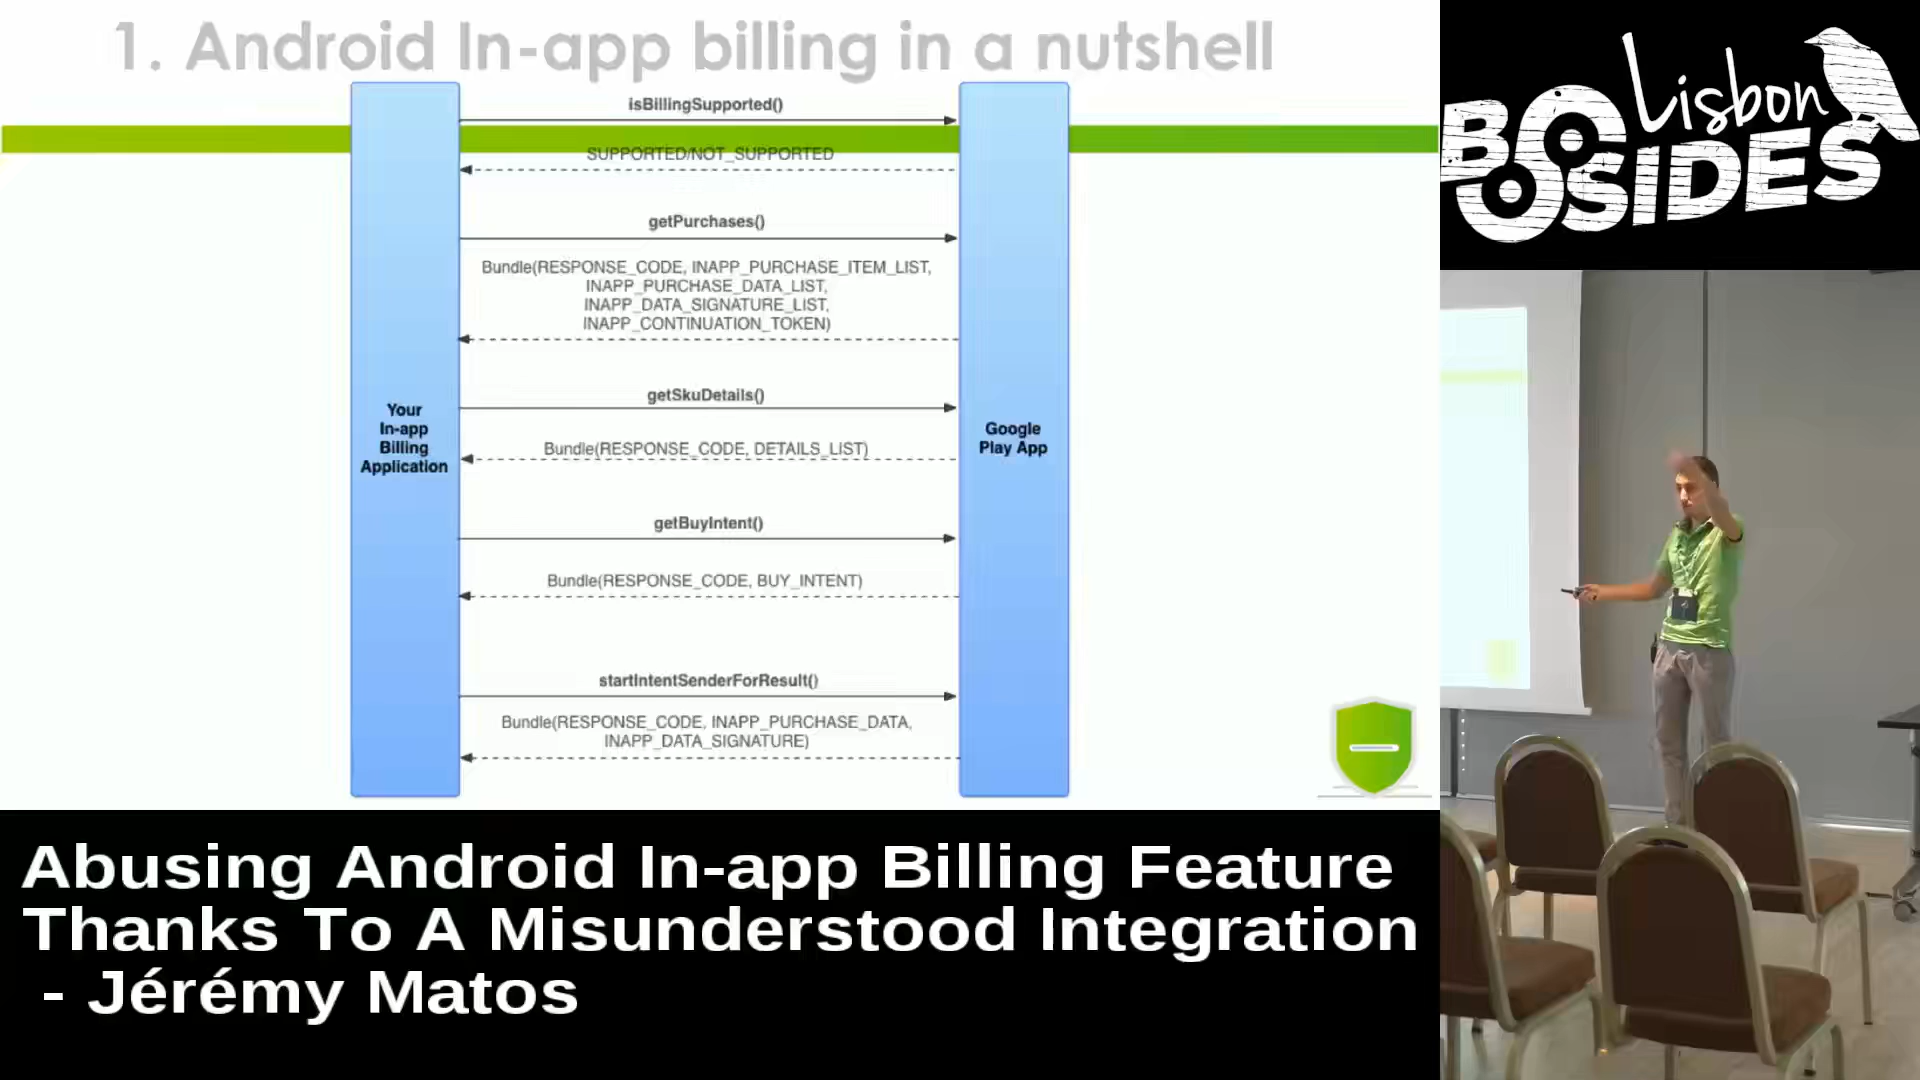 1. Android In-app billing in a nutshell
isBillingSupported()
SUPPORTED/NOT_SUPPORTED
getPurchases()
Bundle(RESPONSE_CODE, INAPP_PURCHASE_ITEM_LIST,
INAPP_PURCHASE_DATA_LIST,
INAPP_DATA_SIGNATURE_LIST,
INAPP_CONTINUATION_TOKEN)
getSkuDetails()
Bundle(RESPONSE_CODE, DETAILS_LIST)
getBuyIntent()
Bundle(RESPONSE_CODE, BUY_INTENT)
startIntentSenderForResult()
Bundle(RESPONSE_CODE, INAPP_PURCHASE_DATA,
INAPP_DATA_SIGNATURE)
Your
In-app
Billing
Application
Google
Play App
Lisbon
BSIDES
Abusing Android In-app Billing Feature
Thanks To A Misunderstood Integration
- Jérémy Matos